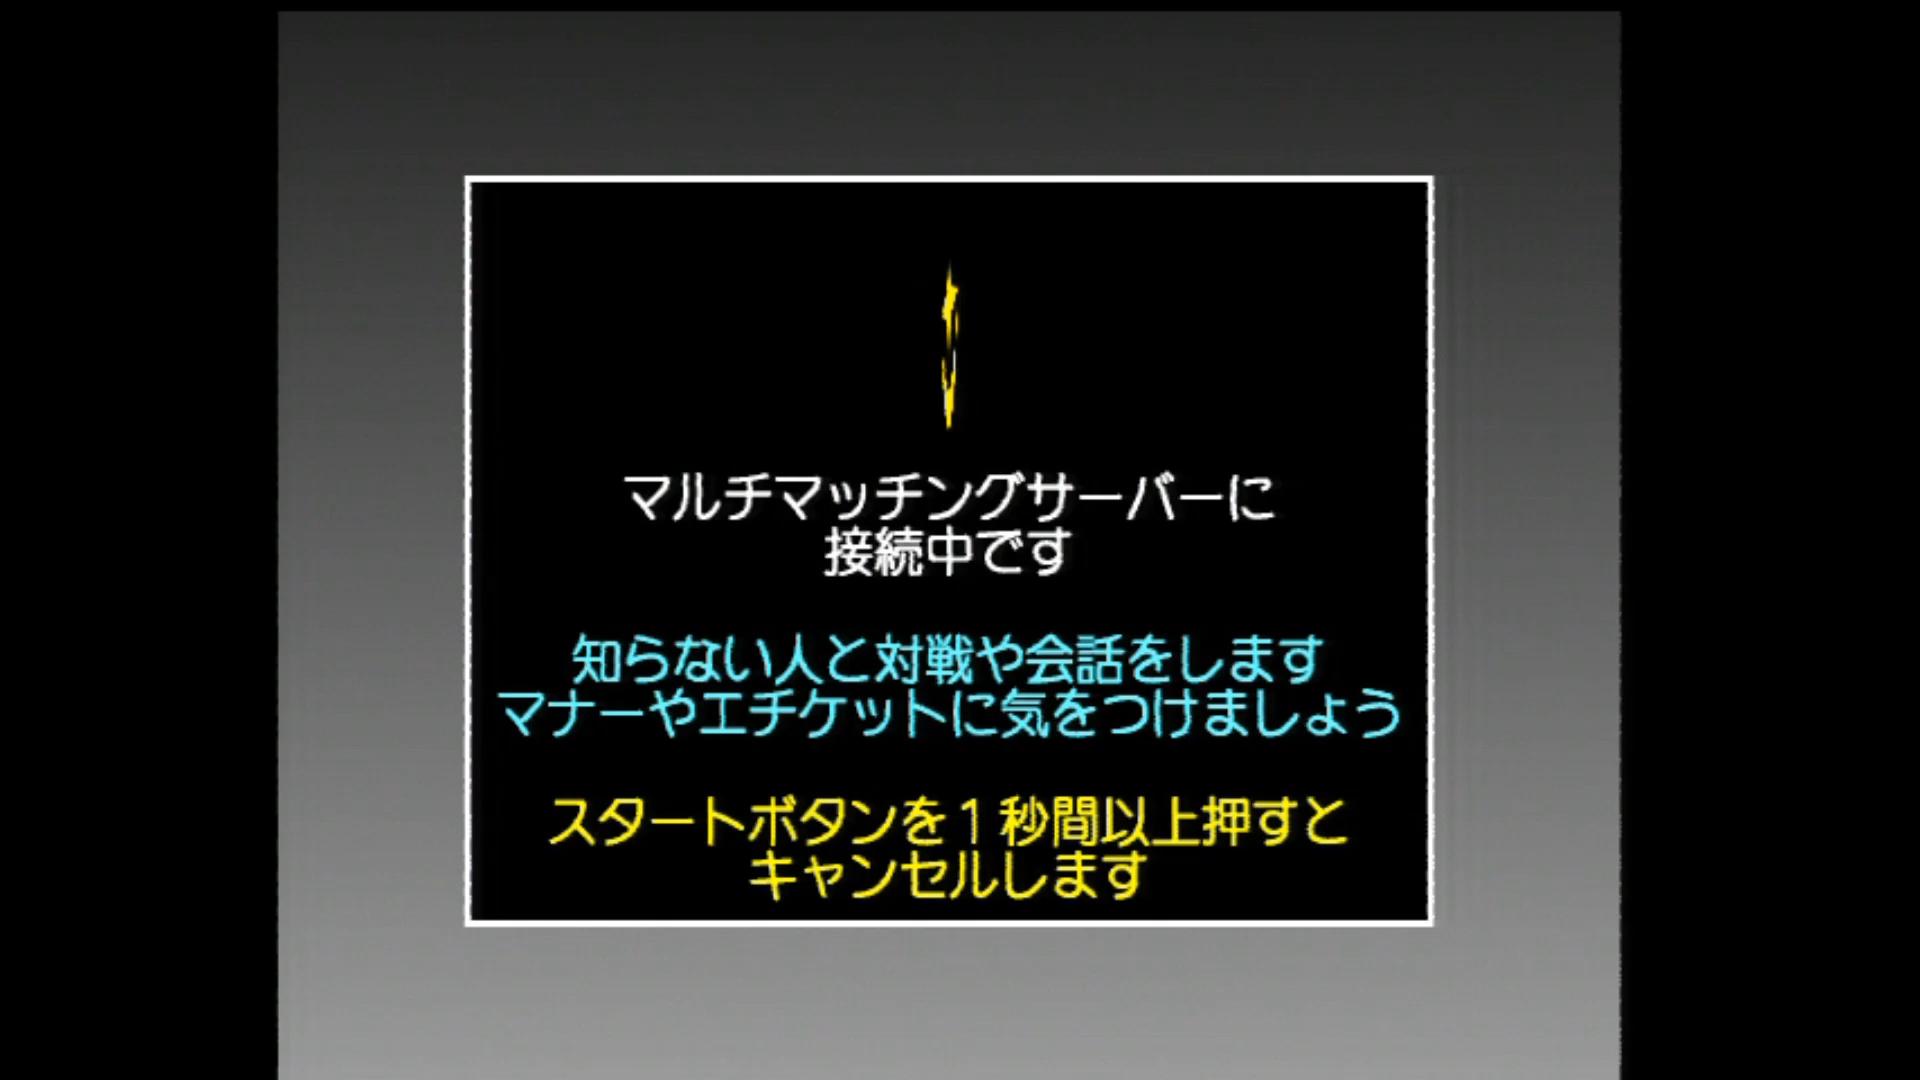 マルチマッチングサーバーに
接続中です
知らない人と対戦や会話をします
マナーやエチケットに気をつけましょう
スタートボタンを１秒間以上押すと
キャンセルします